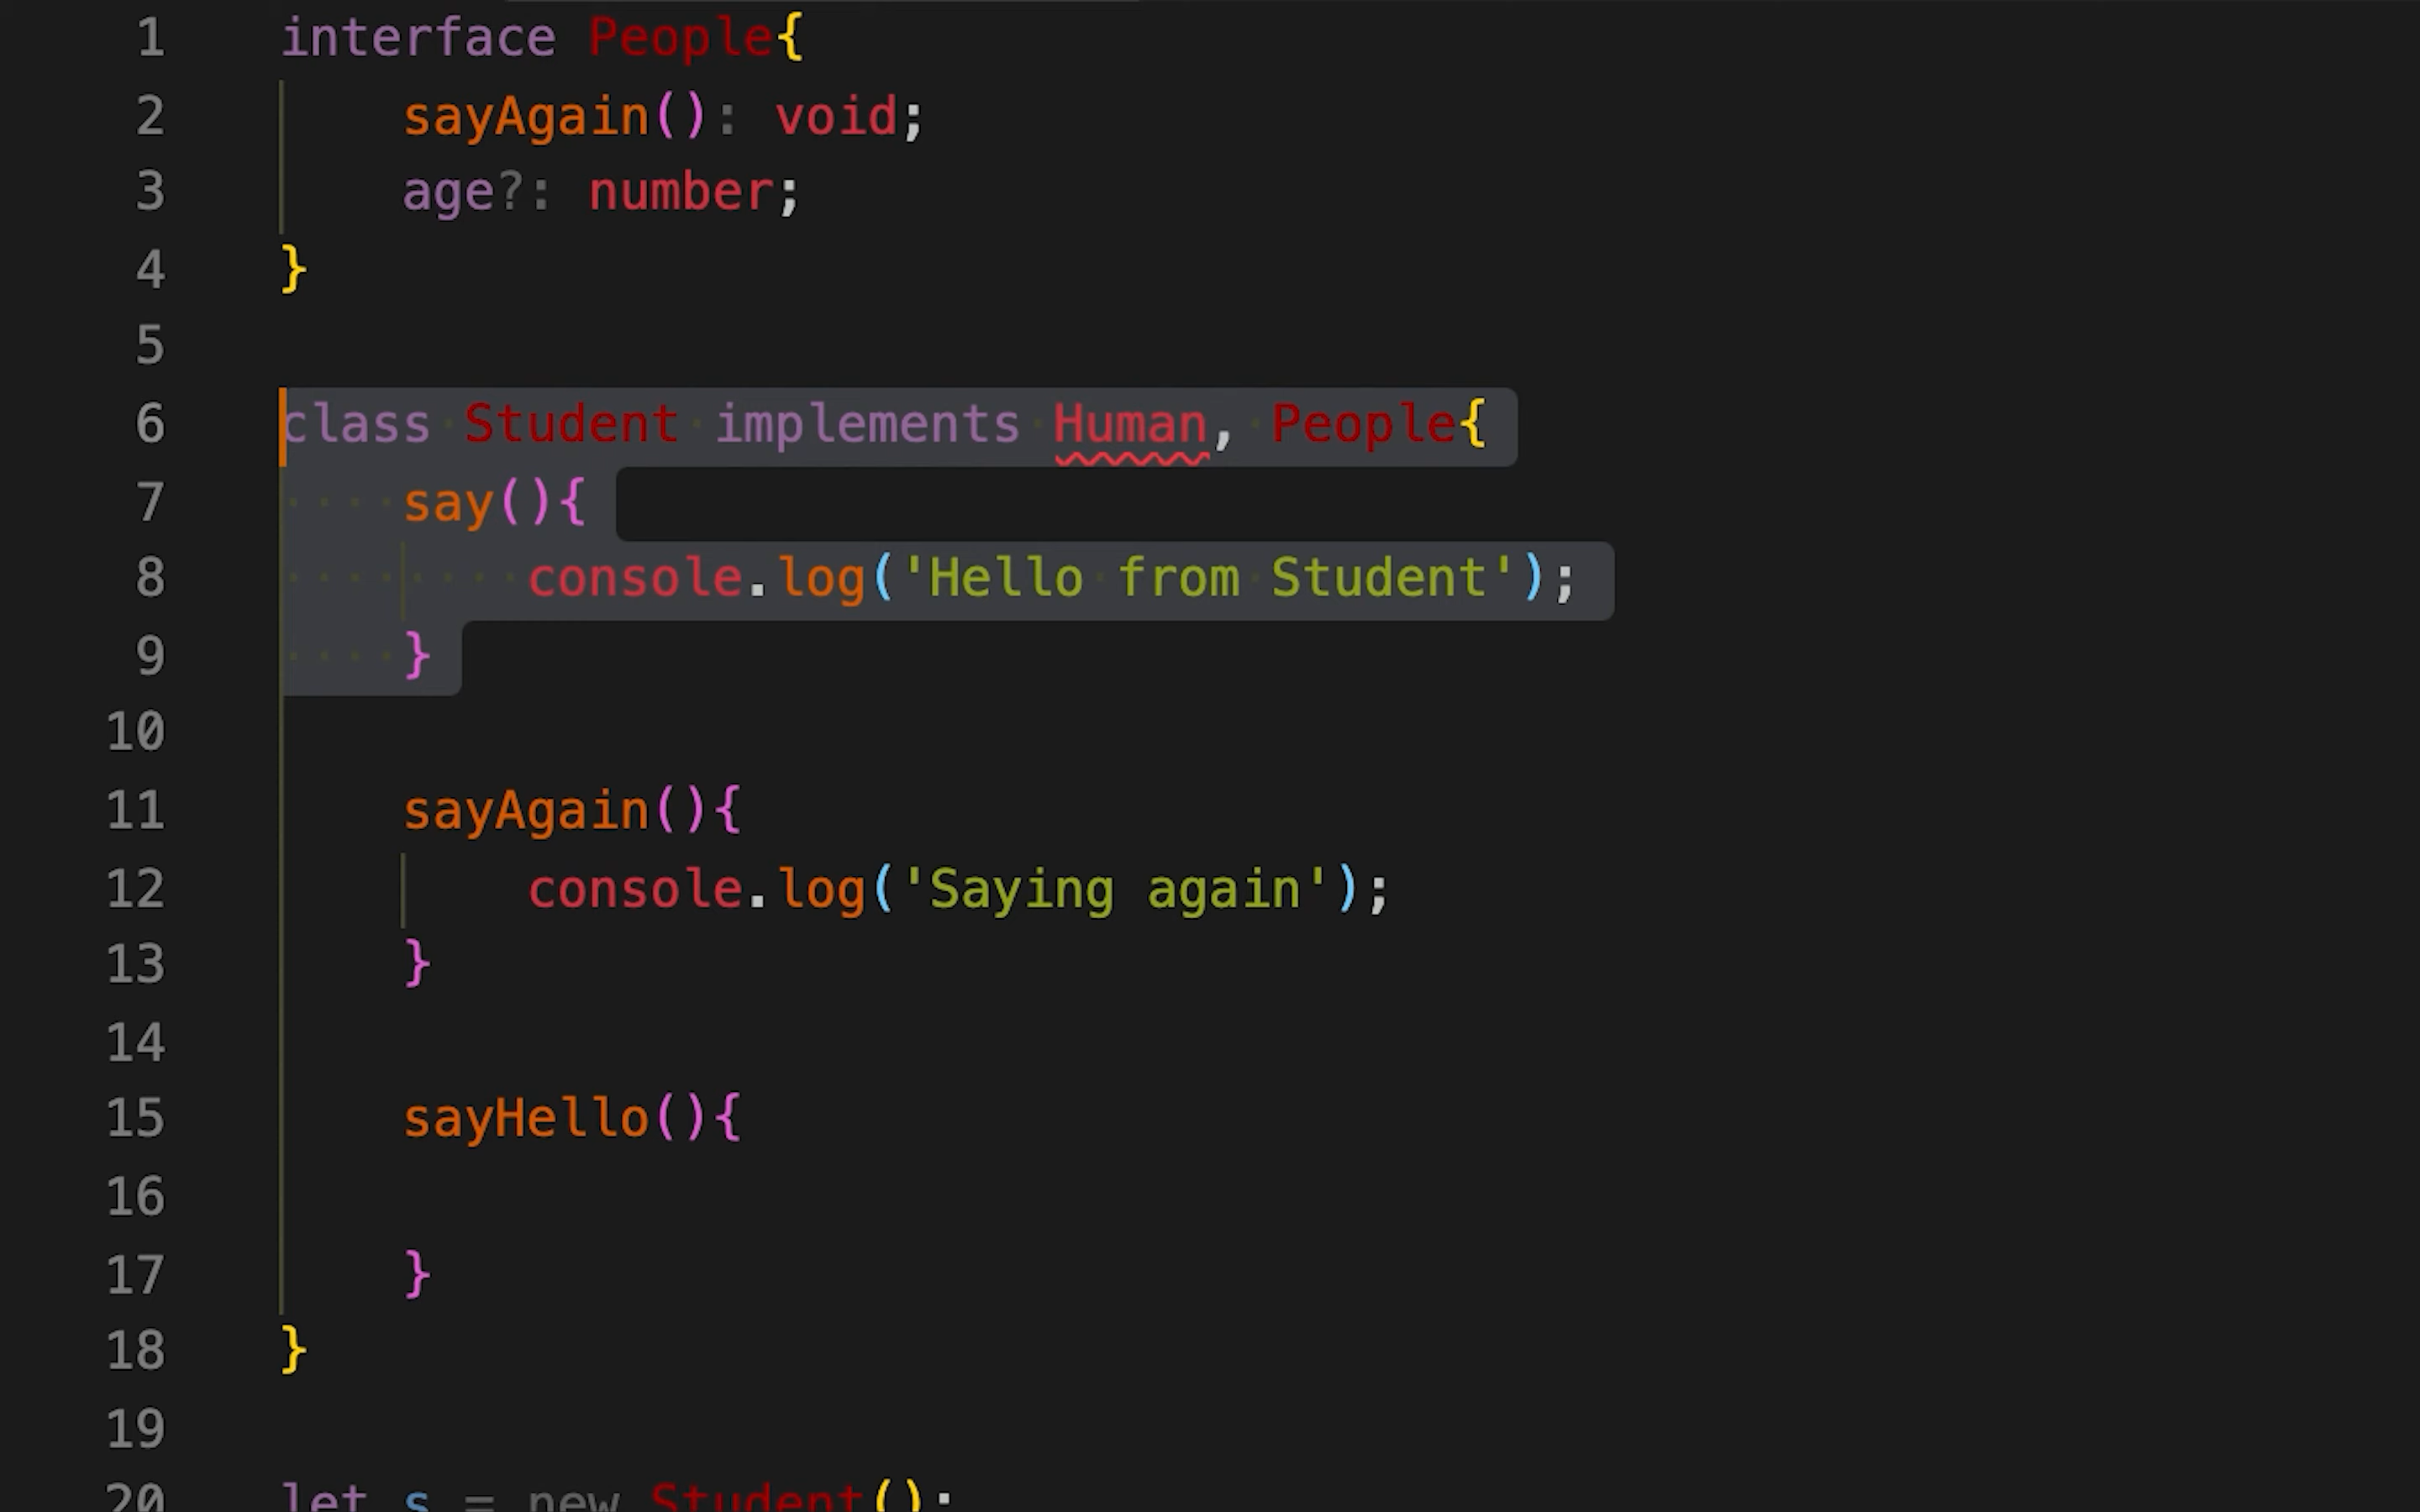 1 interface People{
2     sayAgain(): void;
3     age?: number;
4 }
5
6 class Student implements Human, People{
7     say(){
8         console.log('Hello from Student');
9     }
10
11     sayAgain(){
12         console.log('Saying again');
13     }
14
15     sayHello(){
16
17     }
18 }
19
20 let s = new Student();